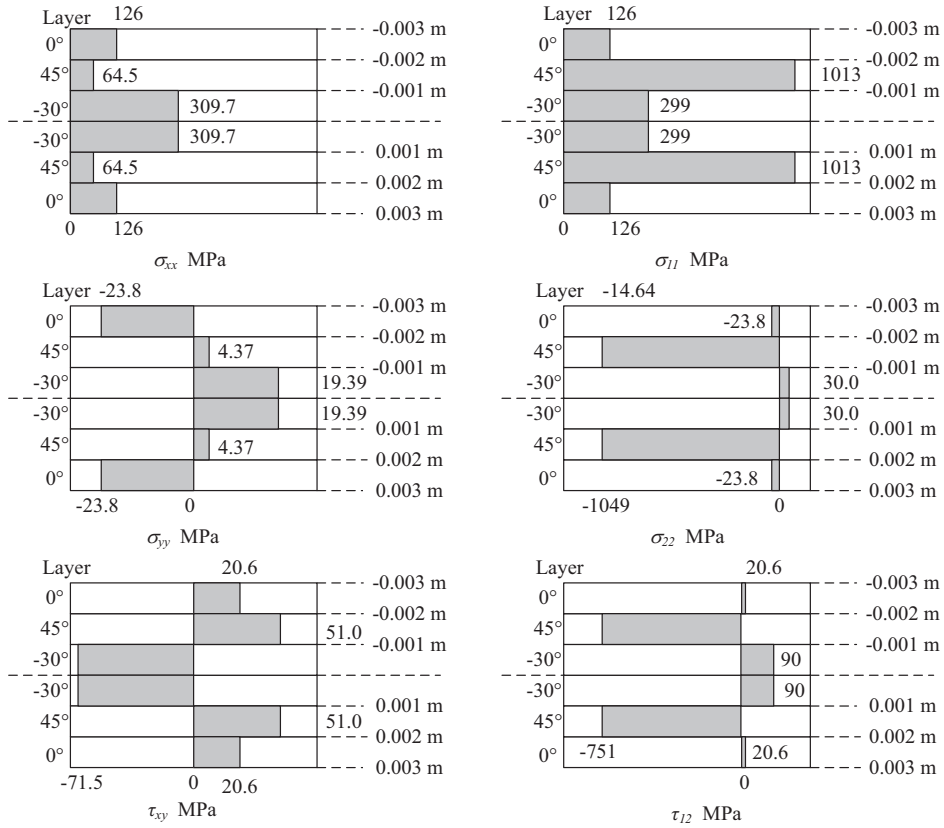 Layer 126
0° -0.003 m
-0.002 m
45° 64.5
-0.001 m
-30° 309.7
-30° 309.7
0.001 m
45° 64.5
0.002 m
0°
0.003 m
0 126
σxx MPa
Layer 126
0° -0.003 m
-0.002 m
45° 1013
-0.001 m
-30° 299
-30° 299
0.001 m
45° 1013
0.002 m
0°
0.003 m
0 126
σ11 MPa
Layer -23.8
0° -0.003 m
-0.002 m
45° 4.37
-0.001 m
-30° 19.39
-30° 19.39
0.001 m
45° 4.37
0.002 m
0°
0.003 m
-23.8 0
σyy MPa
Layer -14.64
-0.003 m
0° -23.8
-0.002 m
45°
-0.001 m
-30° 30.0
-30° 30.0
0.001 m
45°
0.002 m
0° -23.8
0.003 m
-1049 0
σ22 MPa
Layer 20.6
0° -0.003 m
-0.002 m
45° 51.0
-0.001 m
-30°
-30°
0.001 m
45° 51.0
0.002 m
0°
0.003 m
-71.5 0 20.6
τxy MPa
Layer 20.6
0° -0.003 m
-0.002 m
45°
-0.001 m
-30° 90
-30° 90
0.001 m
45°
0.002 m
0° -751 20.6
0.003 m
0
τ12 MPa